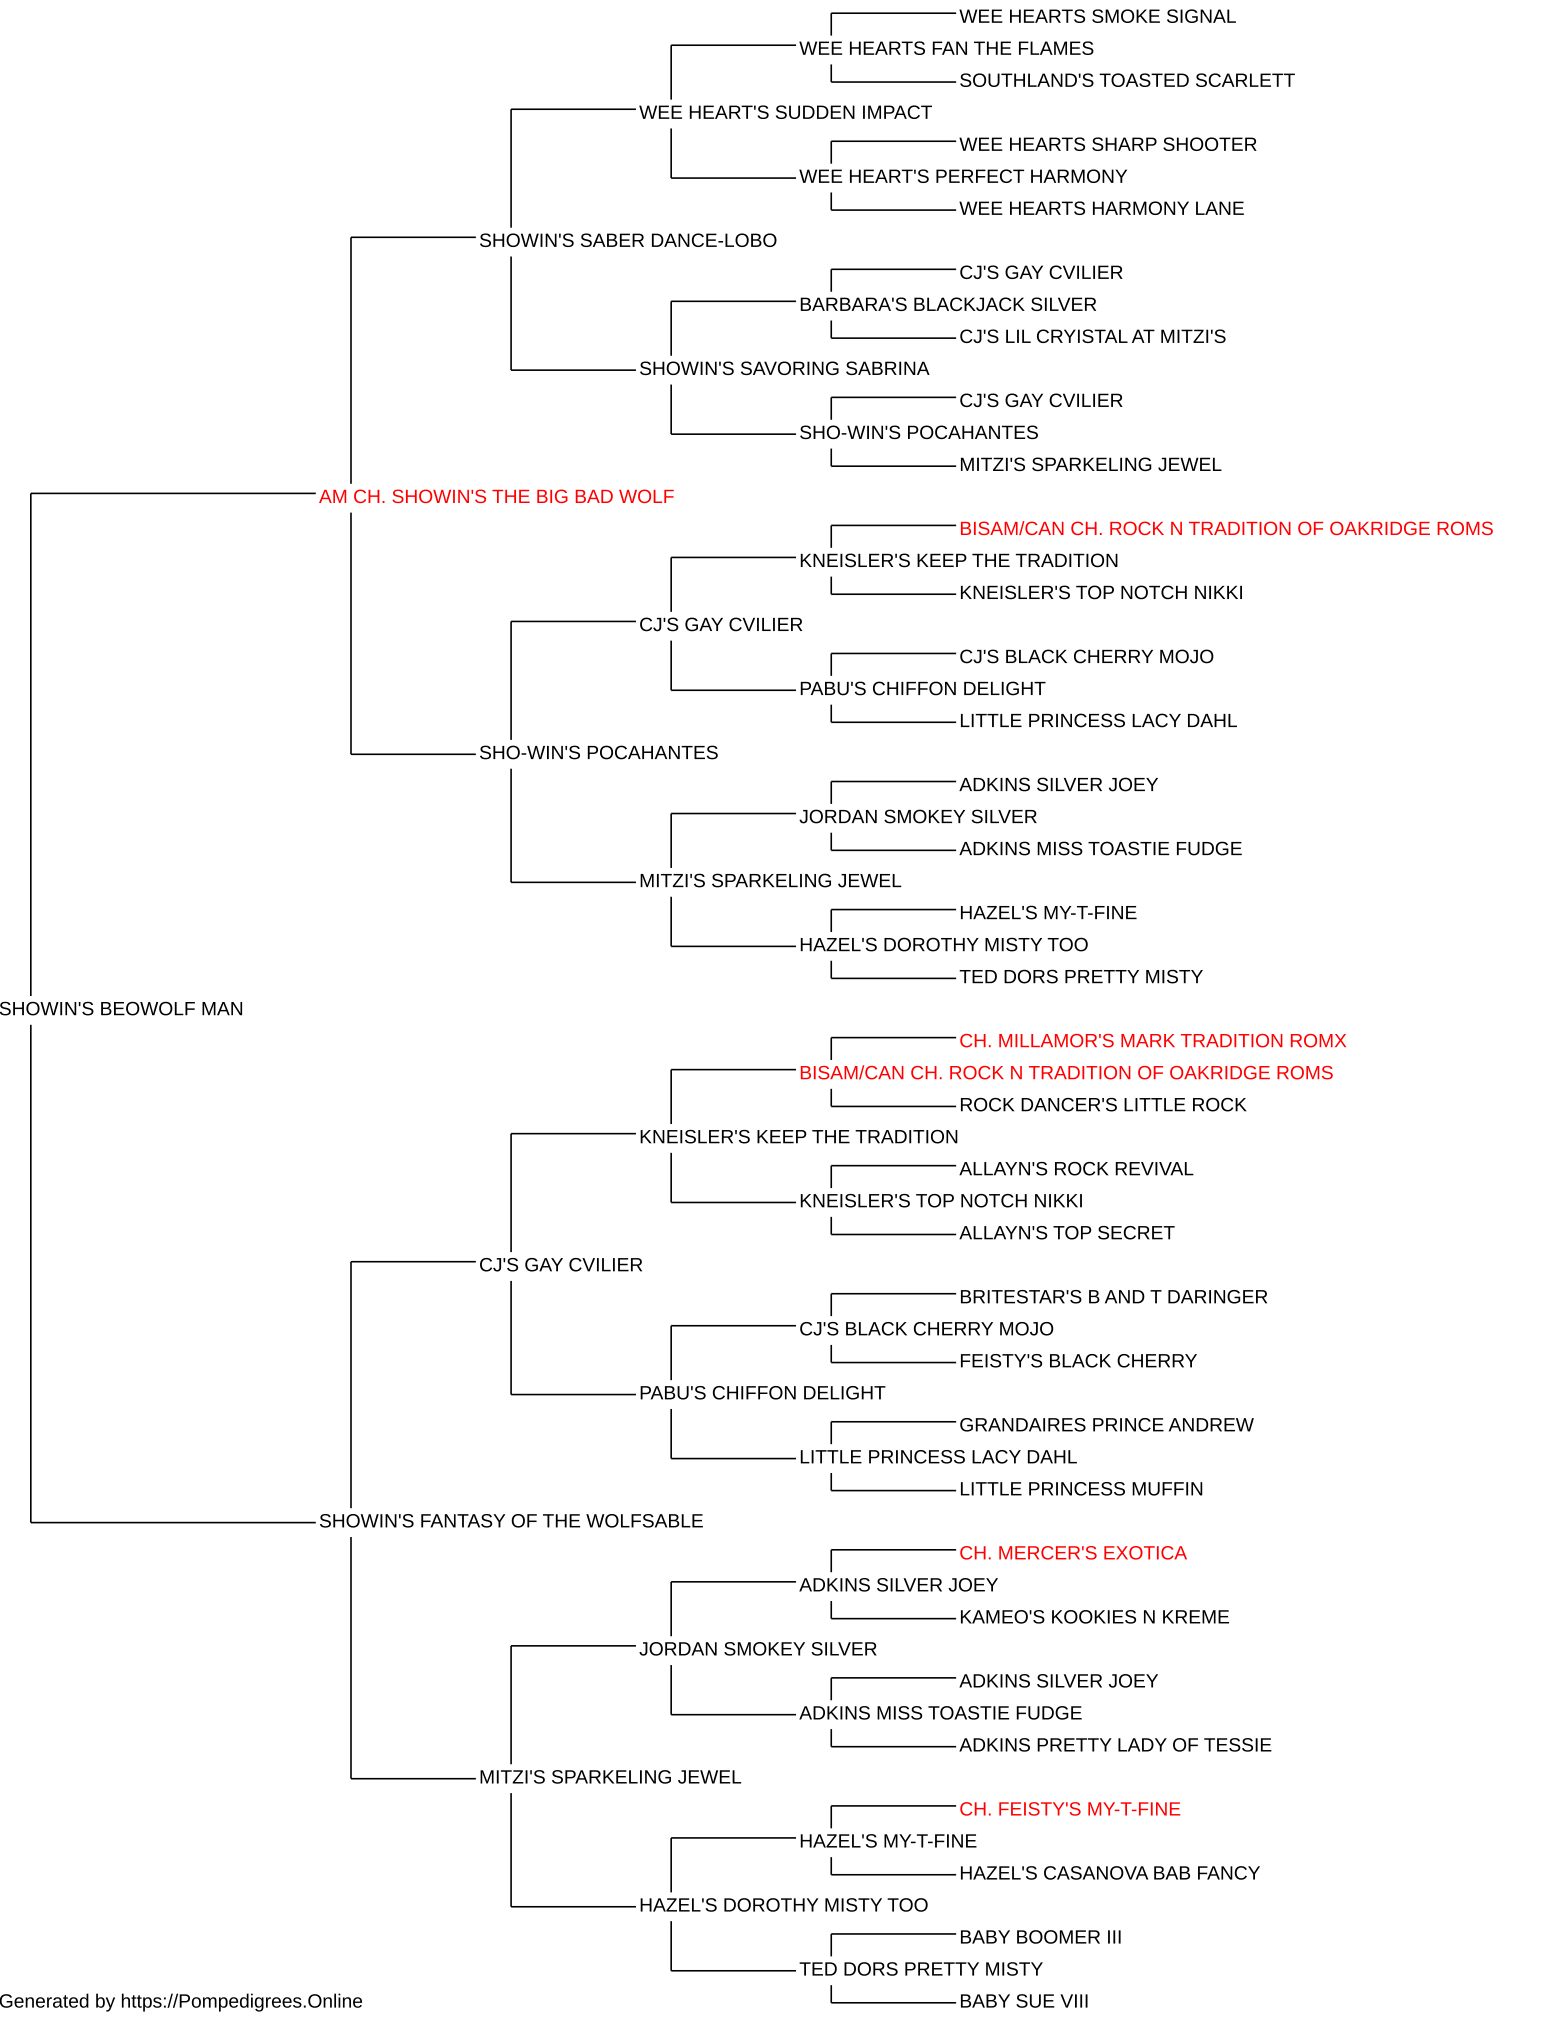 WEE HEARTS SMOKE SIGNAL
WEE HEARTS FAN THE FLAMES
SOUTHLAND'S TOASTED SCARLETT
WEE HEART'S SUDDEN IMPACT
WEE HEARTS SHARP SHOOTER
WEE HEART'S PERFECT HARMONY
WEE HEARTS HARMONY LANE
SHOWIN'S SABER DANCE-LOBO
CJ'S GAY CVILIER
BARBARA'S BLACKJACK SILVER
CJ'S LIL CRYISTAL AT MITZI'S
SHOWIN'S SAVORING SABRINA
CJ'S GAY CVILIER
SHO-WIN'S POCAHANTES
MITZI'S SPARKELING JEWEL
AM CH. SHOWIN'S THE BIG BAD WOLF
BISAM/CAN CH. ROCK N TRADITION OF OAKRIDGE ROMS
KNEISLER'S KEEP THE TRADITION
KNEISLER'S TOP NOTCH NIKKI
CJ'S GAY CVILIER
CJ'S BLACK CHERRY MOJO
PABU'S CHIFFON DELIGHT
LITTLE PRINCESS LACY DAHL
SHO-WIN'S POCAHANTES
ADKINS SILVER JOEY
JORDAN SMOKEY SILVER
ADKINS MISS TOASTIE FUDGE
MITZI'S SPARKELING JEWEL
HAZEL'S MY-T-FINE
HAZEL'S DOROTHY MISTY TOO
TED DORS PRETTY MISTY
SHOWIN'S BEOWOLF MAN
CH. MILLAMOR'S MARK TRADITION ROMX
BISAM/CAN CH. ROCK N TRADITION OF OAKRIDGE ROMS
ROCK DANCER'S LITTLE ROCK
KNEISLER'S KEEP THE TRADITION
ALLAYN'S ROCK REVIVAL
KNEISLER'S TOP NOTCH NIKKI
ALLAYN'S TOP SECRET
CJ'S GAY CVILIER
BRITESTAR'S B AND T DARINGER
CJ'S BLACK CHERRY MOJO
FEISTY'S BLACK CHERRY
PABU'S CHIFFON DELIGHT
GRANDAIRES PRINCE ANDREW
LITTLE PRINCESS LACY DAHL
LITTLE PRINCESS MUFFIN
SHOWIN'S FANTASY OF THE WOLFSABLE
CH. MERCER'S EXOTICA
ADKINS SILVER JOEY
KAMEO'S KOOKIES N KREME
JORDAN SMOKEY SILVER
ADKINS SILVER JOEY
ADKINS MISS TOASTIE FUDGE
ADKINS PRETTY LADY OF TESSIE
MITZI'S SPARKELING JEWEL
CH. FEISTY'S MY-T-FINE
HAZEL'S MY-T-FINE
HAZEL'S CASANOVA BAB FANCY
HAZEL'S DOROTHY MISTY TOO
BABY BOOMER III
TED DORS PRETTY MISTY
BABY SUE VIII
Generated by https://Pompedigrees.Online